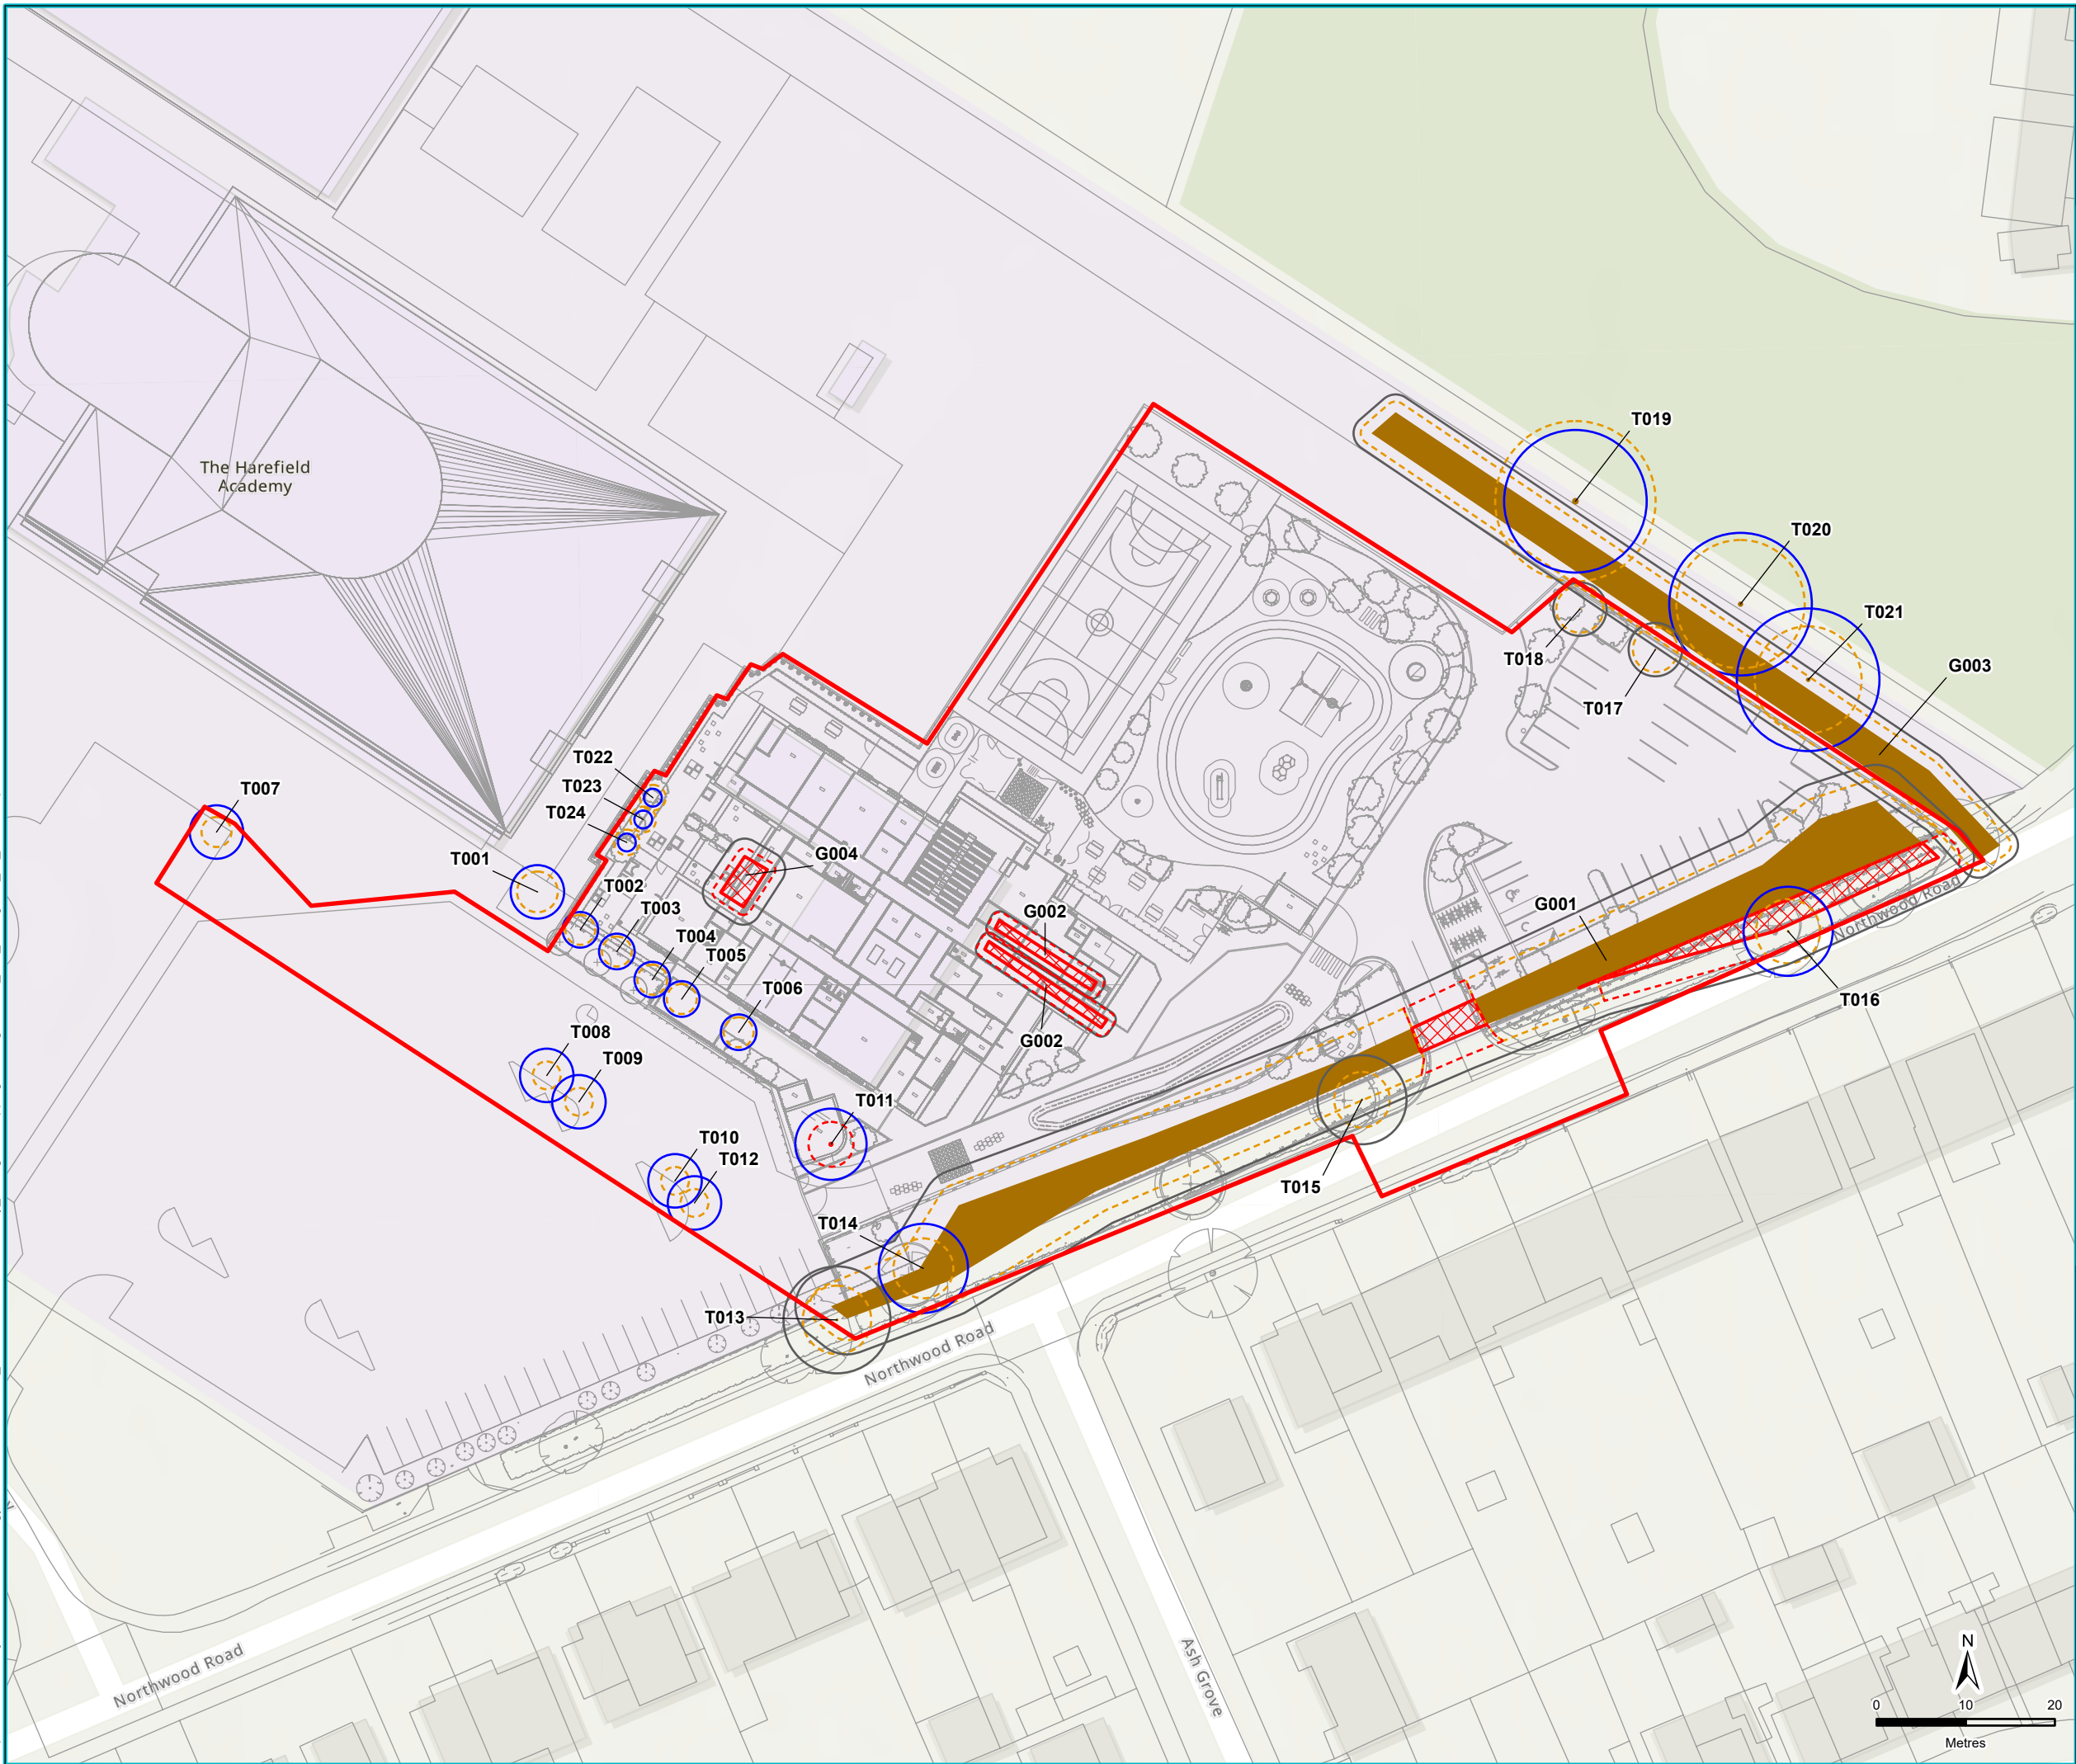 The Harefield
Academy
T019
T020
T021
G003
T018
T017
T022
T023
T024
T007
T001
T002
T003
T004
T005
T006
G004
G002
G002
G001
Northwood Road
T016
T008
T009
T011
T010
T012
T015
T014
T013
Northwood Road
Northwood Road
Ash Grove
N
0 10 20
Metres